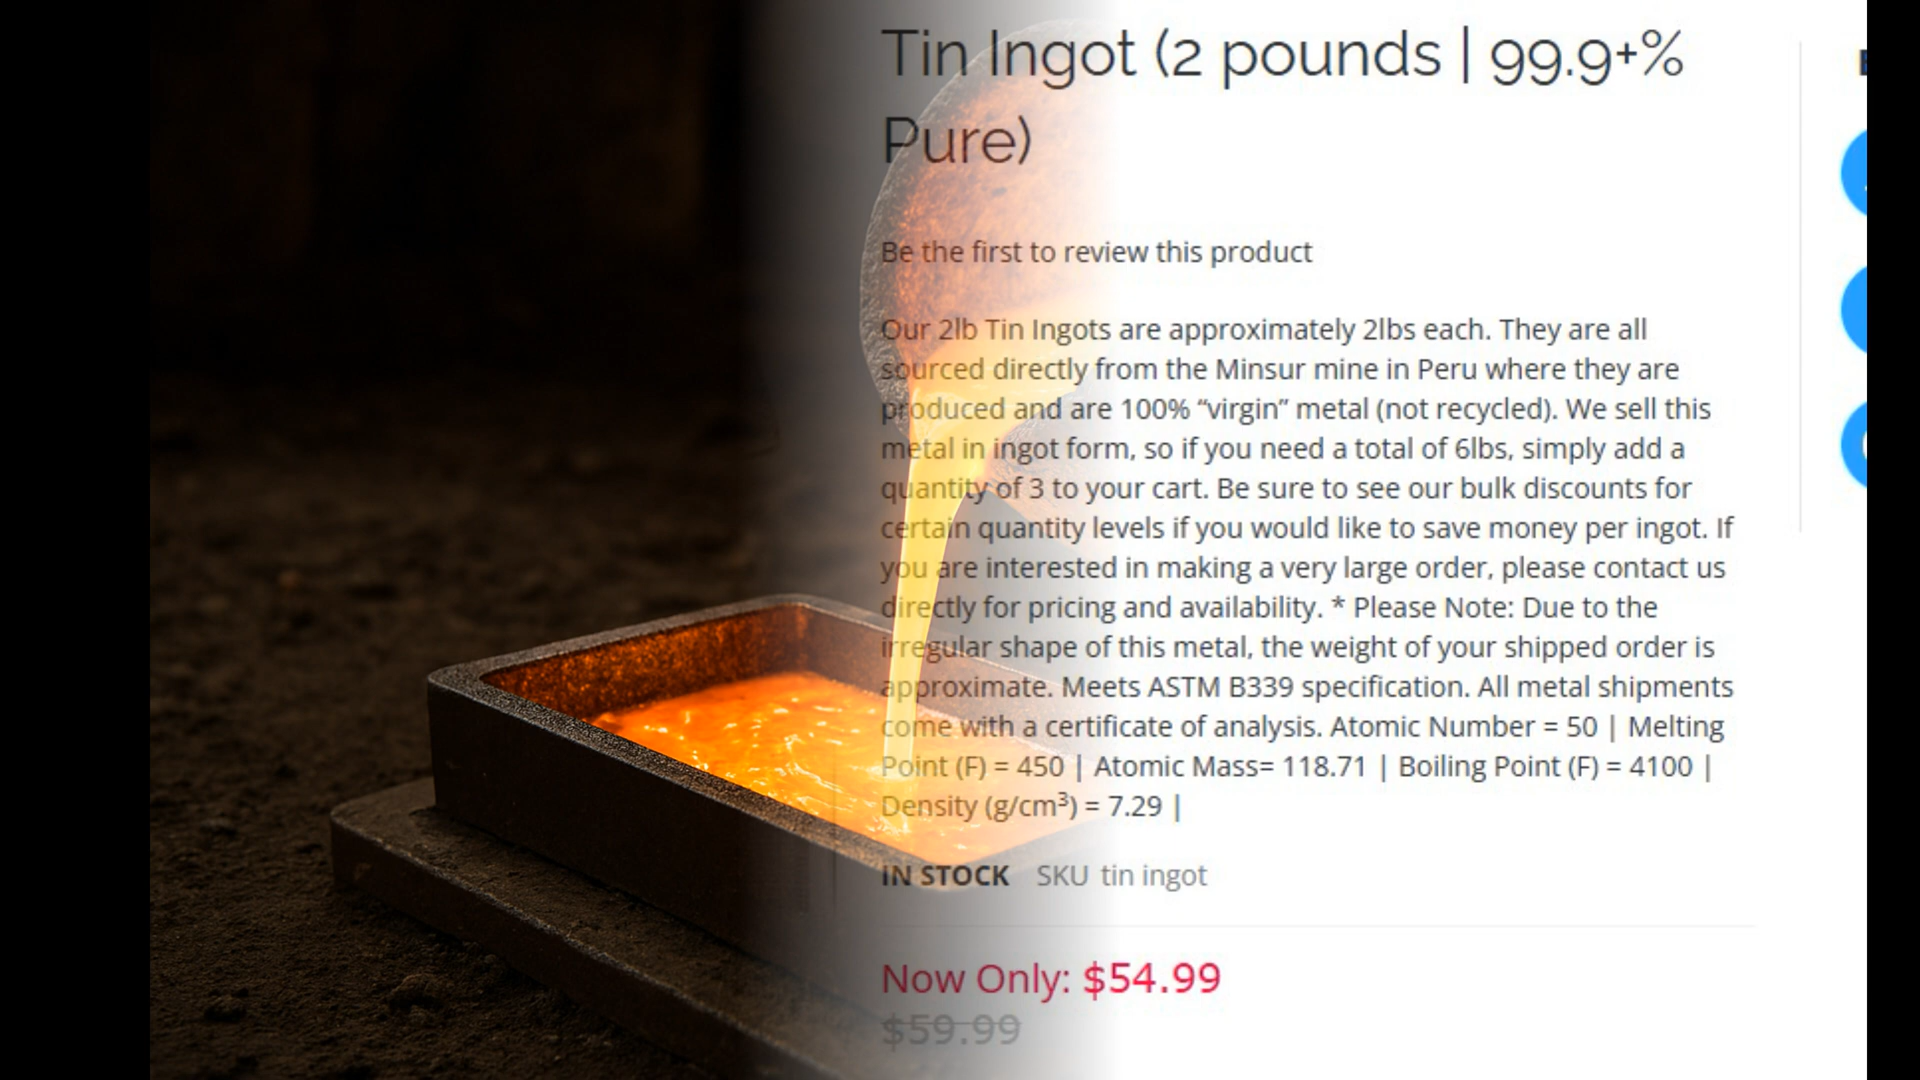 Tin Ingot (2 pounds | 99.9+%
Pure)
Be the first to review this product
Our 2lb Tin Ingots are approximately 2lbs each. They are all
sourced directly from the Minsur mine in Peru where they are
produced and are 100% “virgin” metal (not recycled). We sell this
metal in ingot form, so if you need a total of 6lbs, simply add a
quantity of 3 to your cart. Be sure to see our bulk discounts for
certain quantity levels if you would like to save money per ingot. If
you are interested in making a very large order, please contact us
directly for pricing and availability. * Please Note: Due to the
irregular shape of this metal, the weight of your shipped order is
approximate. Meets ASTM B339 specification. All metal shipments
come with a certificate of analysis. Atomic Number = 50 | Melting
Point (F) = 450 | Atomic Mass= 118.71 | Boiling Point (F) = 4100 |
Density (g/cm³) = 7.29 |
IN STOCK SKU tin ingot
Now Only: $54.99
$59.99